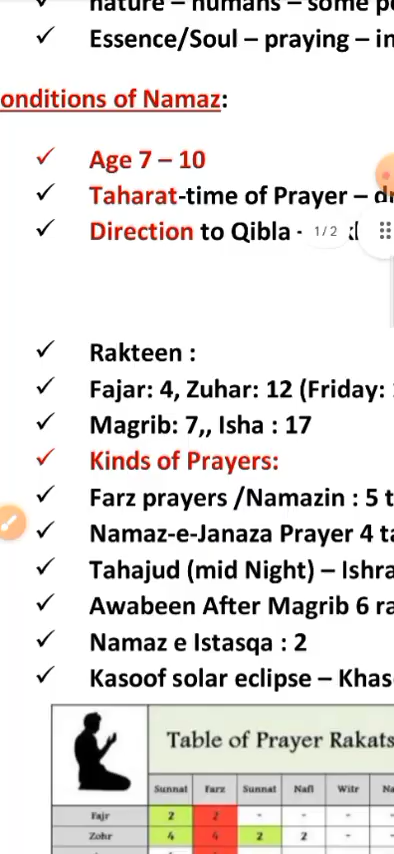 nature – humans – some
Essence/Soul – praying –
onditions of Namaz:
Age 7 – 10
Taharat-time of Prayer –
Direction to Qibla -
1/2
Rakteen :
Fajar: 4, Zuhar: 12 (Friday:
Magrib: 7,, Isha : 17
Kinds of Prayers:
Farz prayers /Namazin : 5
Namaz-e-Janaza Prayer 4
Tahajud (mid Night) – Ishra
Awabeen After Magrib 6
Namaz e Istasqa : 2
Kasoof solar eclipse – Khas
Table of Prayer Rakats
Sunnat Farz Sunnat Nafl Witr
Fajr 2 2 - - -
Zohr 4 4 2 2 -